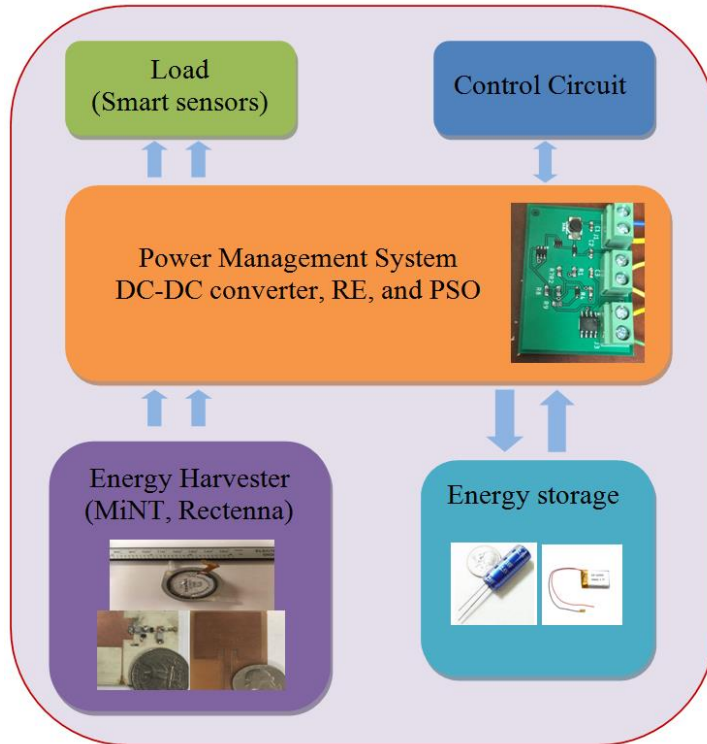 Load
(Smart sensors)
Control Circuit
Power Management System
DC-DC converter, RE, and PSO
Energy Harvester
(MiNT, Rectenna)
Energy storage